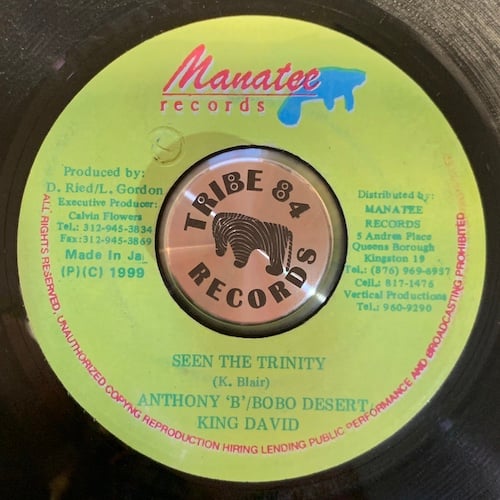 Manatee
records
Produced by:
D. Ried/L. Gordon
Executive Producer:
Calvin Flowers
Tel.: 312-945-3834
Fax:312-945-3869
Made in Ja.
(P)(C) 1999
TRIBE 84
RECORDS
Distributed by:
MANATEE
RECORDS
5 Andrea Place
Queens Borough
Kingston 19
Tel.: (876) 969-6957
Cell.: 817-1476
Vertical Productions
Tel.: 960-9290
SEEN THE TRINITY
(K. Blair)
ANTHONY 'B'/BOBO DESERT
KING DAVID
ALL RIGHTS RESERVED, UNAUTHORIZED COPYNG REPRODUCTION HIRING LENDING PUBLIC PERFORMANCE AND BROADCASTING PROHIBITED